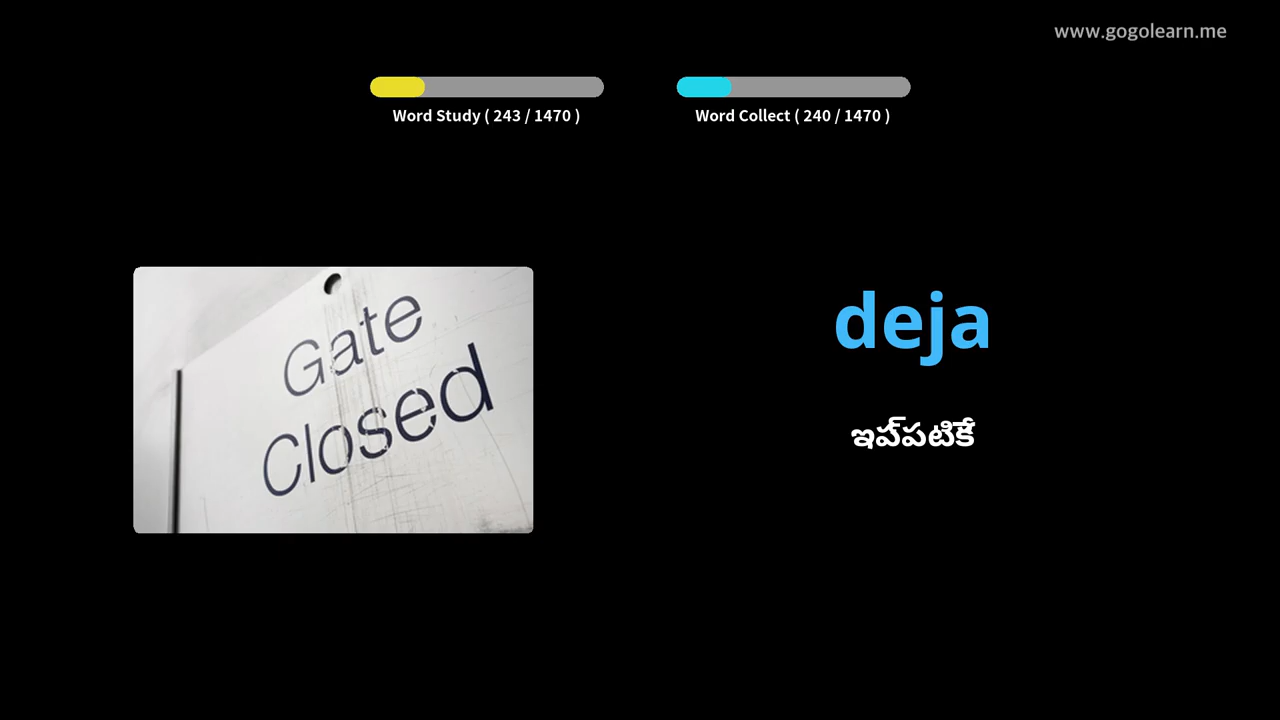 www.gogolearn.me
Word Study ( 243 / 1470 )
Word Collect ( 240 / 1470 )
Gate
Closed
deja
ఇప్పటికే